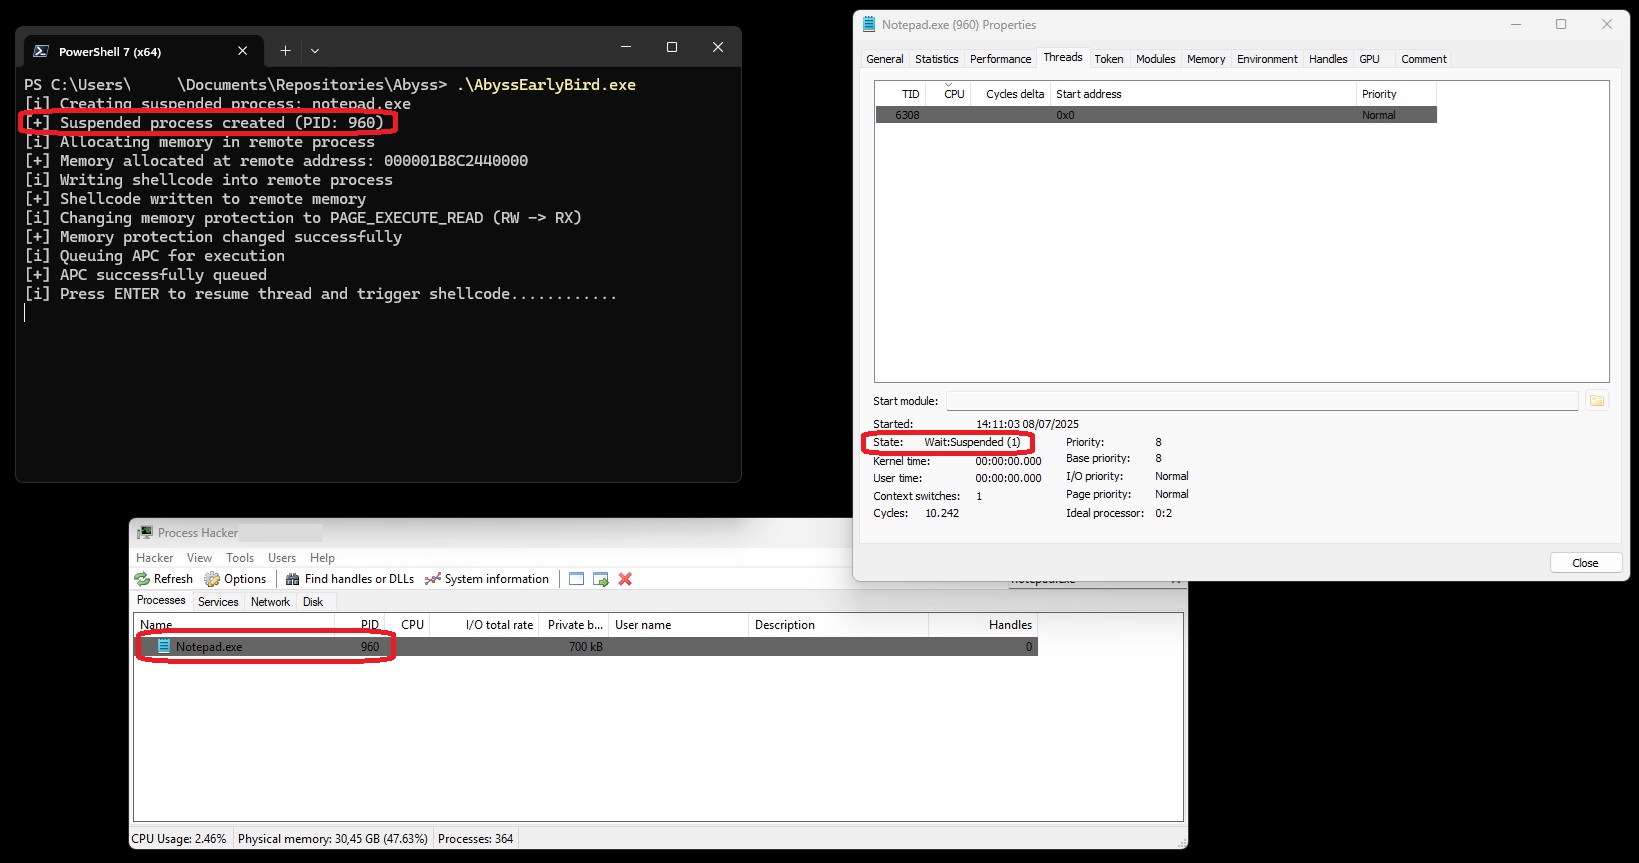 PowerShell 7 (x64)
PS C:\Users\ \Documents\Repositories\Abyss> .\AbyssEarlyBird.exe
[i] Creating suspended process: notepad.exe
[+] Suspended process created (PID: 960)
[i] Allocating memory in remote process
[+] Memory allocated at remote address: 000001B8C2440000
[i] Writing shellcode into remote process
[+] Shellcode written to remote memory
[i] Changing memory protection to PAGE_EXECUTE_READ (RW -> RX)
[+] Memory protection changed successfully
[i] Queuing APC for execution
[+] APC successfully queued
[i] Press ENTER to resume thread and trigger shellcode............
Notepad.exe (960) Properties
General Statistics Performance Threads Token Modules Memory Environment Handles GPU Comment
TID CPU Cycles delta Start address Priority
6308 0x0 Normal
Start module:
Started: 14:11:03 08/07/2025
State: Wait:Suspended (1) Priority: 8
Kernel time: 00:00:00.000 Base priority: 8
User time: 00:00:00.000 I/O priority: Normal
Context switches: 1 Page priority: Normal
Cycles: 10.242 Ideal processor: 0:2
Close
Process Hacker
Hacker View Tools Users Help
Refresh Options Find handles or DLLs System information notepad.exe
Processes Services Network Disk
Name PID CPU I/O total rate Private b... User name Description Handles
Notepad.exe 960 700 kB 0
CPU Usage: 2.46% Physical memory: 30,45 GB (47.63%) Processes: 364